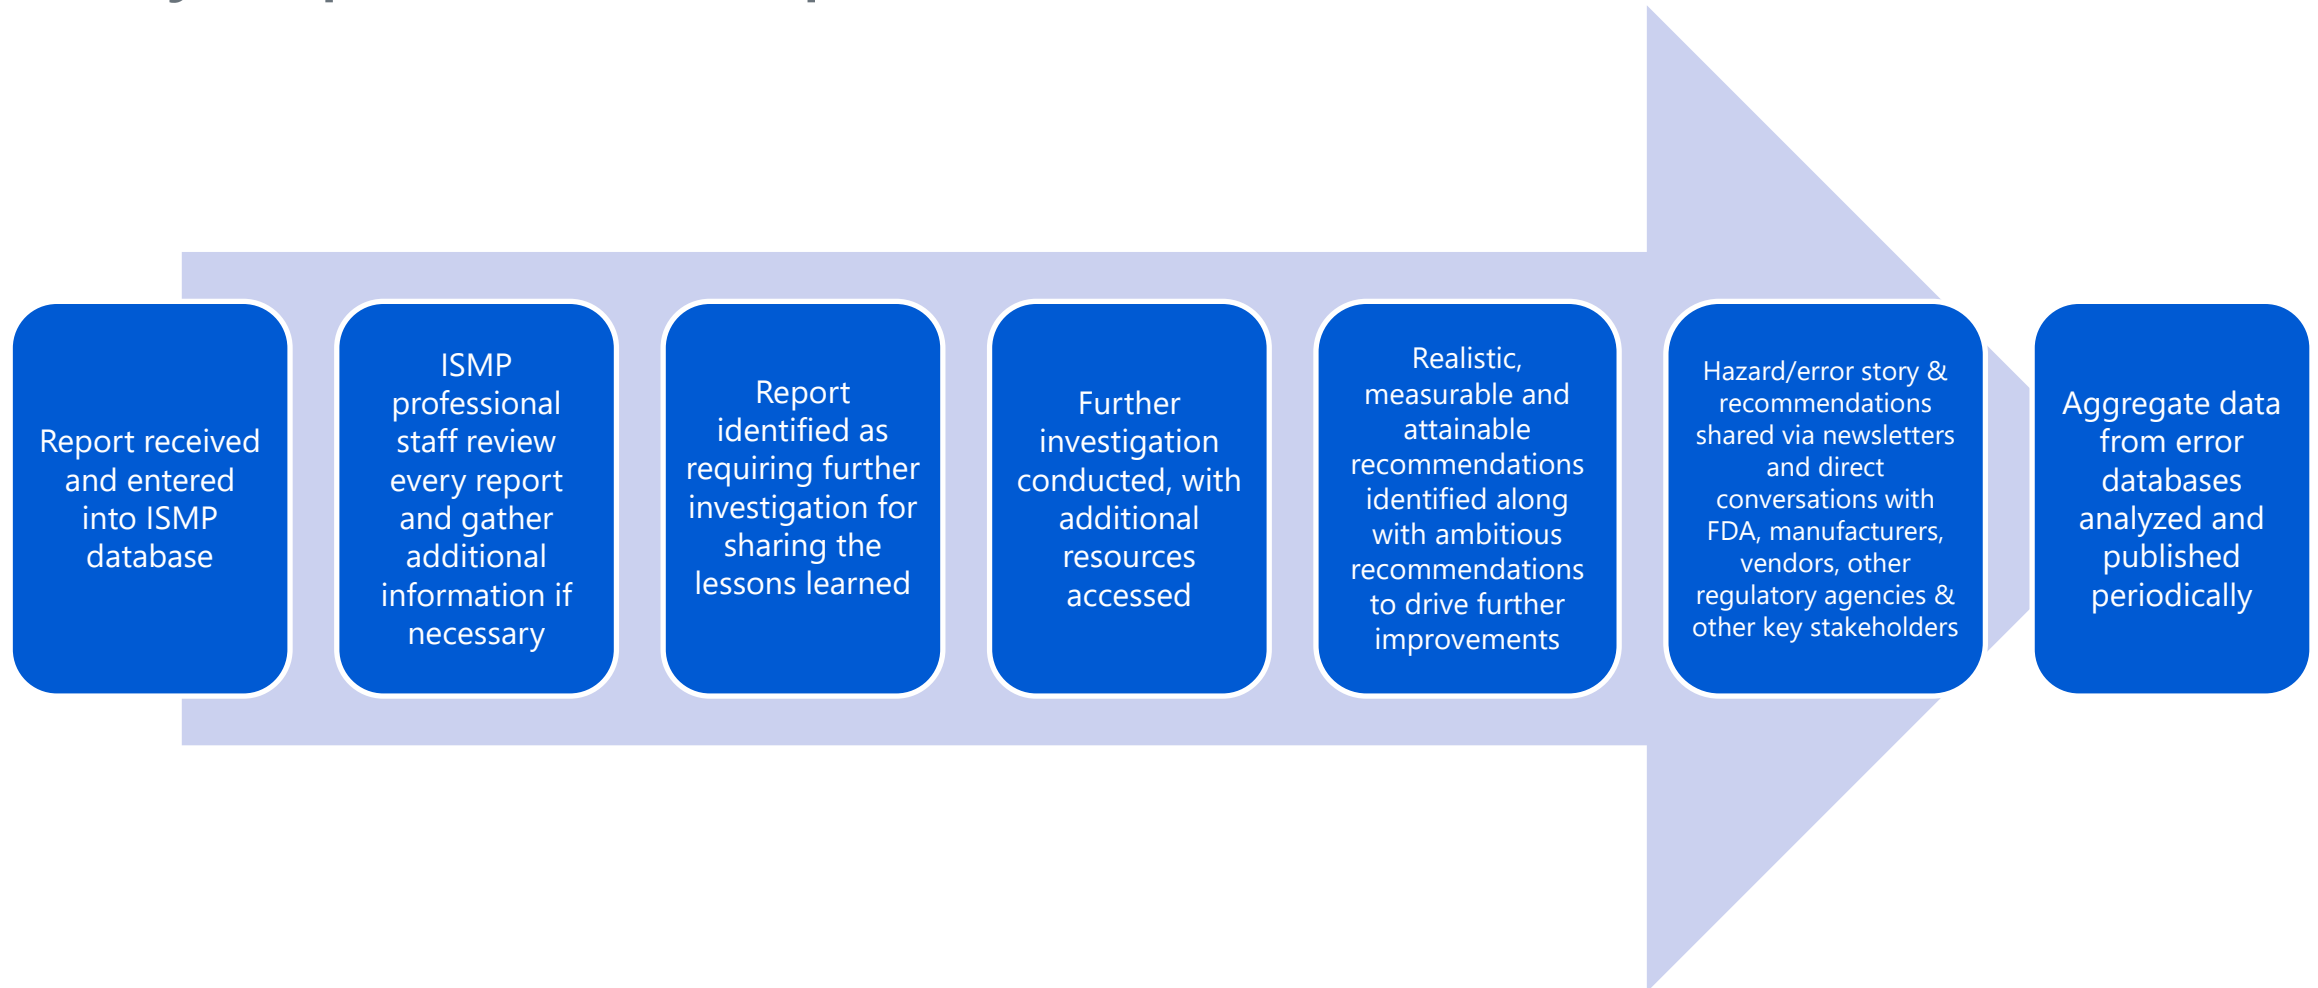 Report received
and entered
into ISMP
database
ISMP
professional
staff review
every report
and gather
additional
information if
necessary
Report
identified as
requiring further
investigation for
sharing the
lessons learned
Further
investigation
conducted, with
additional
resources
accessed
Realistic,
measurable and
attainable
recommendations
identified along
with ambitious
recommendations
to drive further
improvements
Hazard/error story &
recommendations
shared via newsletters
and direct
conversations with
FDA, manufacturers,
vendors, other
regulatory agencies &
other key stakeholders
Aggregate data
from error
databases
analyzed and
published
periodically